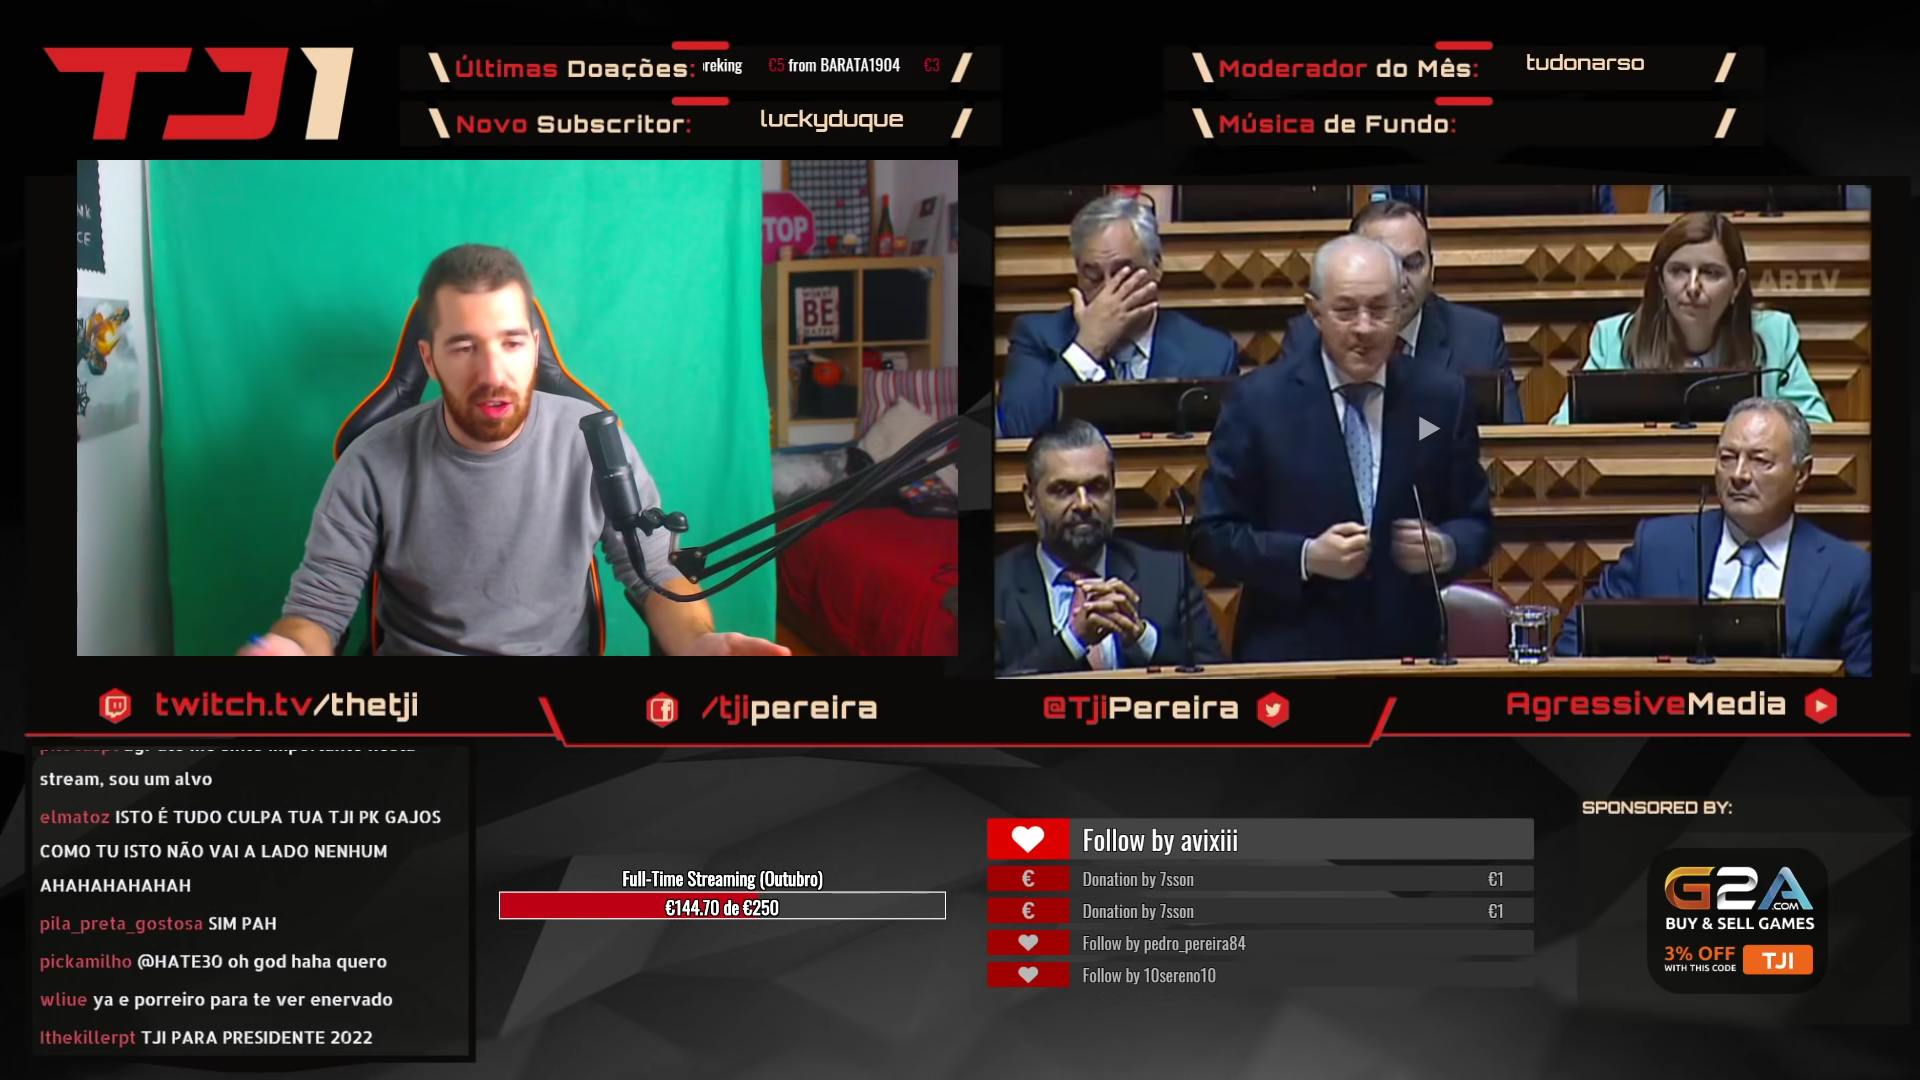 TJI
Últimas Doações: reking €5 from BARATA1904 €3
Novo Subscritor: luckyduque
Moderador do Mês: tudonarso
Música de Fundo:
TOP
BE
HAPPY
ARTV
twitch.tv/thetji
/tjipereira
@TjiPereira
AgressiveMedia
stream, sou um alvo
elmatoz ISTO É TUDO CULPA TUA TJI PK GAJOS
COMO TU ISTO NÃO VAI A LADO NENHUM
AHAHAHAHAHAH
pila_preta_gostosa SIM PAH
pickamilho @HATE30 oh god haha quero
wliue ya e porreiro para te ver enervado
lthekillerpt TJI PARA PRESIDENTE 2022
Full-Time Streaming (Outubro)
€144.70 de €250
Follow by avixiii
€ Donation by 7sson €1
€ Donation by 7sson €1
Follow by pedro_pereira84
Follow by 10sereno10
SPONSORED BY:
G2A
.COM
BUY & SELL GAMES
3% OFF
WITH THIS CODE
TJI